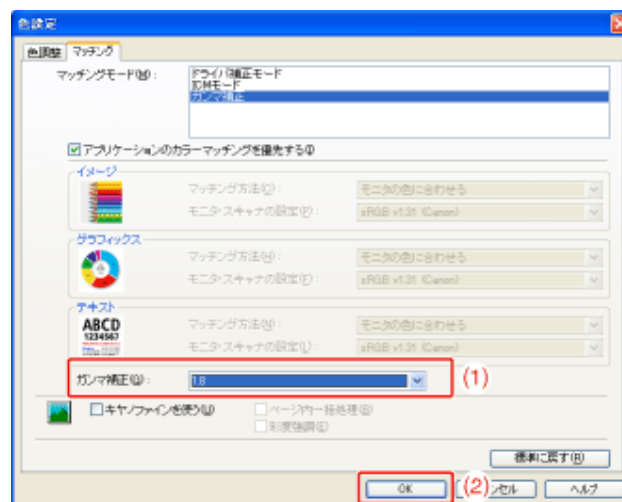 色設定
色調整 マッチング
マッチングモード(M):
ドライバ補正モード
ICMモード
ガンマ補正
アプリケーションのカラーマッチングを優先する(I)
イメージ
マッチング方法(O): モニタの色に合わせる
モニタ・スキャナの設定(P): sRGB v1.31 (Canon)
グラフィックス
マッチング方法(C): モニタの色に合わせる
モニタ・スキャナの設定(F): sRGB v1.31 (Canon)
テキスト
ABCD
1234567
マッチング方法(N): モニタの色に合わせる
モニタ・スキャナの設定(L): sRGB v1.31 (Canon)
ガンマ補正(G): 1.8 (1)
キヤノファインを使う(U) ページ内一括処理(B)
彩度強調(E)
標準に戻す(R)
OK (2) ンセル ヘルプ